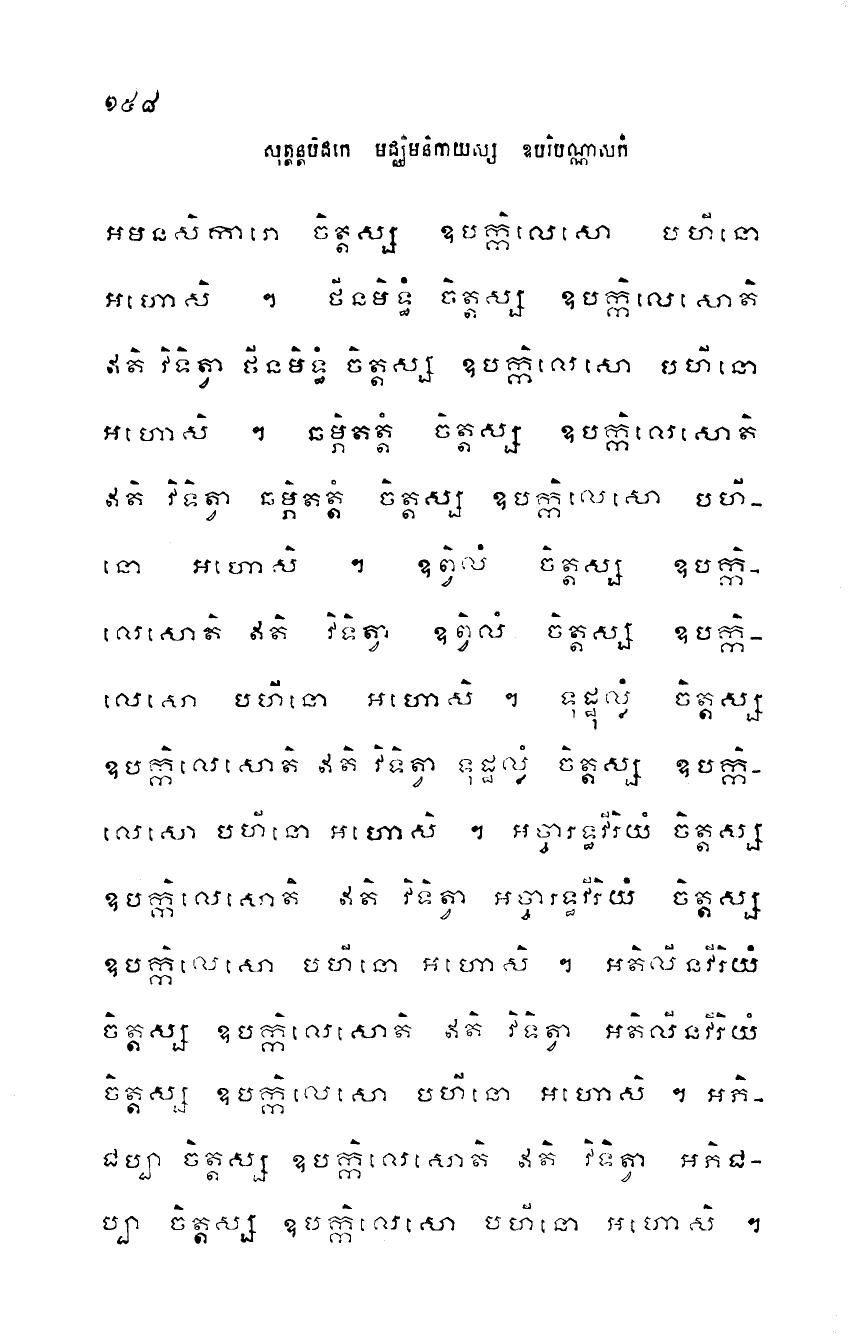 ១៥៨
សុត្តន្តបិដកេ មជ្ឈិមនិកាយស្ស ឧបរិបណ្ណាសកំ
អមនសិការោ ចិត្តស្ស ឧបក្កិលេសោ បហីនោ
អហោសិ ។ ថីនមិទ្ធំ ចិត្តស្ស ឧបក្កិលេសោតិ
ឥតិ វិទិត្វា ថីនមិទ្ធំ ចិត្តស្ស ឧបក្កិលេសោ បហីនោ
អហោសិ ។ ឆម្ភិតត្តំ ចិត្តស្ស ឧបក្កិលេសោតិ
ឥតិ វិទិត្វា ឆម្ភិតត្តំ ចិត្តស្ស ឧបក្កិលេសោ បហី-
នោ អហោសិ ។ ឧព្វិលំ ចិត្តស្ស ឧបក្កិ-
លេសោតិ ឥតិ វិទិត្វា ឧព្វិលំ ចិត្តស្ស ឧបក្កិ-
លេសោ បហីនោ អហោសិ ។ ទុដ្ឋុល្លំ ចិត្តស្ស
ឧបក្កិលេសោតិ ឥតិ វិទិត្វា ទុដ្ឋុល្លំ ចិត្តស្ស ឧបក្កិ-
លេសោ បហីនោ អហោសិ ។ អច្ចារទ្ធវីរិយំ ចិត្តស្ស
ឧបក្កិលេសោតិ ឥតិ វិទិត្វា អច្ចារទ្ធវីរិយំ ចិត្តស្ស
ឧបក្កិលេសោ បហីនោ អហោសិ ។ អតិលីនវីរិយំ
ចិត្តស្ស ឧបក្កិលេសោតិ ឥតិ វិទិត្វា អតិលីនវីរិយំ
ចិត្តស្ស ឧបក្កិលេសោ បហីនោ អហោសិ ។ អភិ-
ជប្បា ចិត្តស្ស ឧបក្កិលេសោតិ ឥតិ វិទិត្វា អភិជ-
ប្បា ចិត្តស្ស ឧបក្កិលេសោ បហីនោ អហោសិ ។